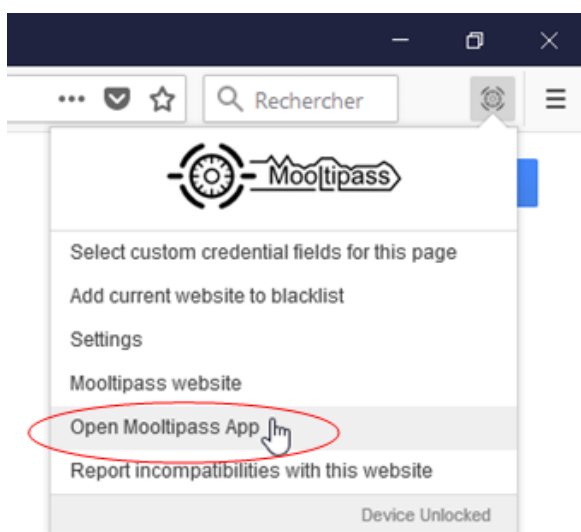 Rechercher
Mooltipass
Select custom credential fields for this page
Add current website to blacklist
Settings
Mooltipass website
Open Mooltipass App
Report incompatibilities with this website
Device Unlocked